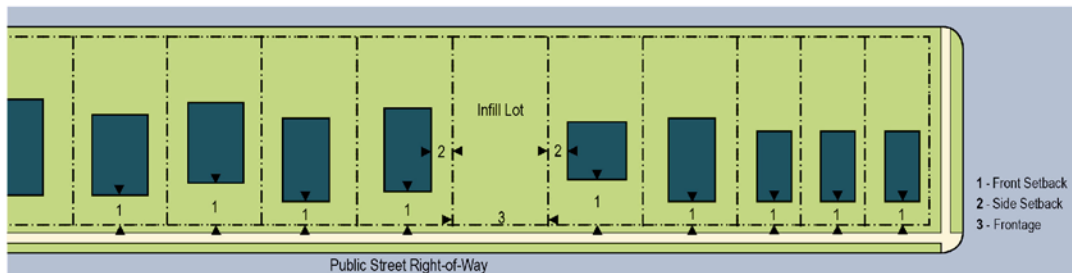 Infill Lot
2
2
1
1
1
1
1
1
1
1
1
3
1 - Front Setback
2 - Side Setback
3 - Frontage
Public Street Right-of-Way